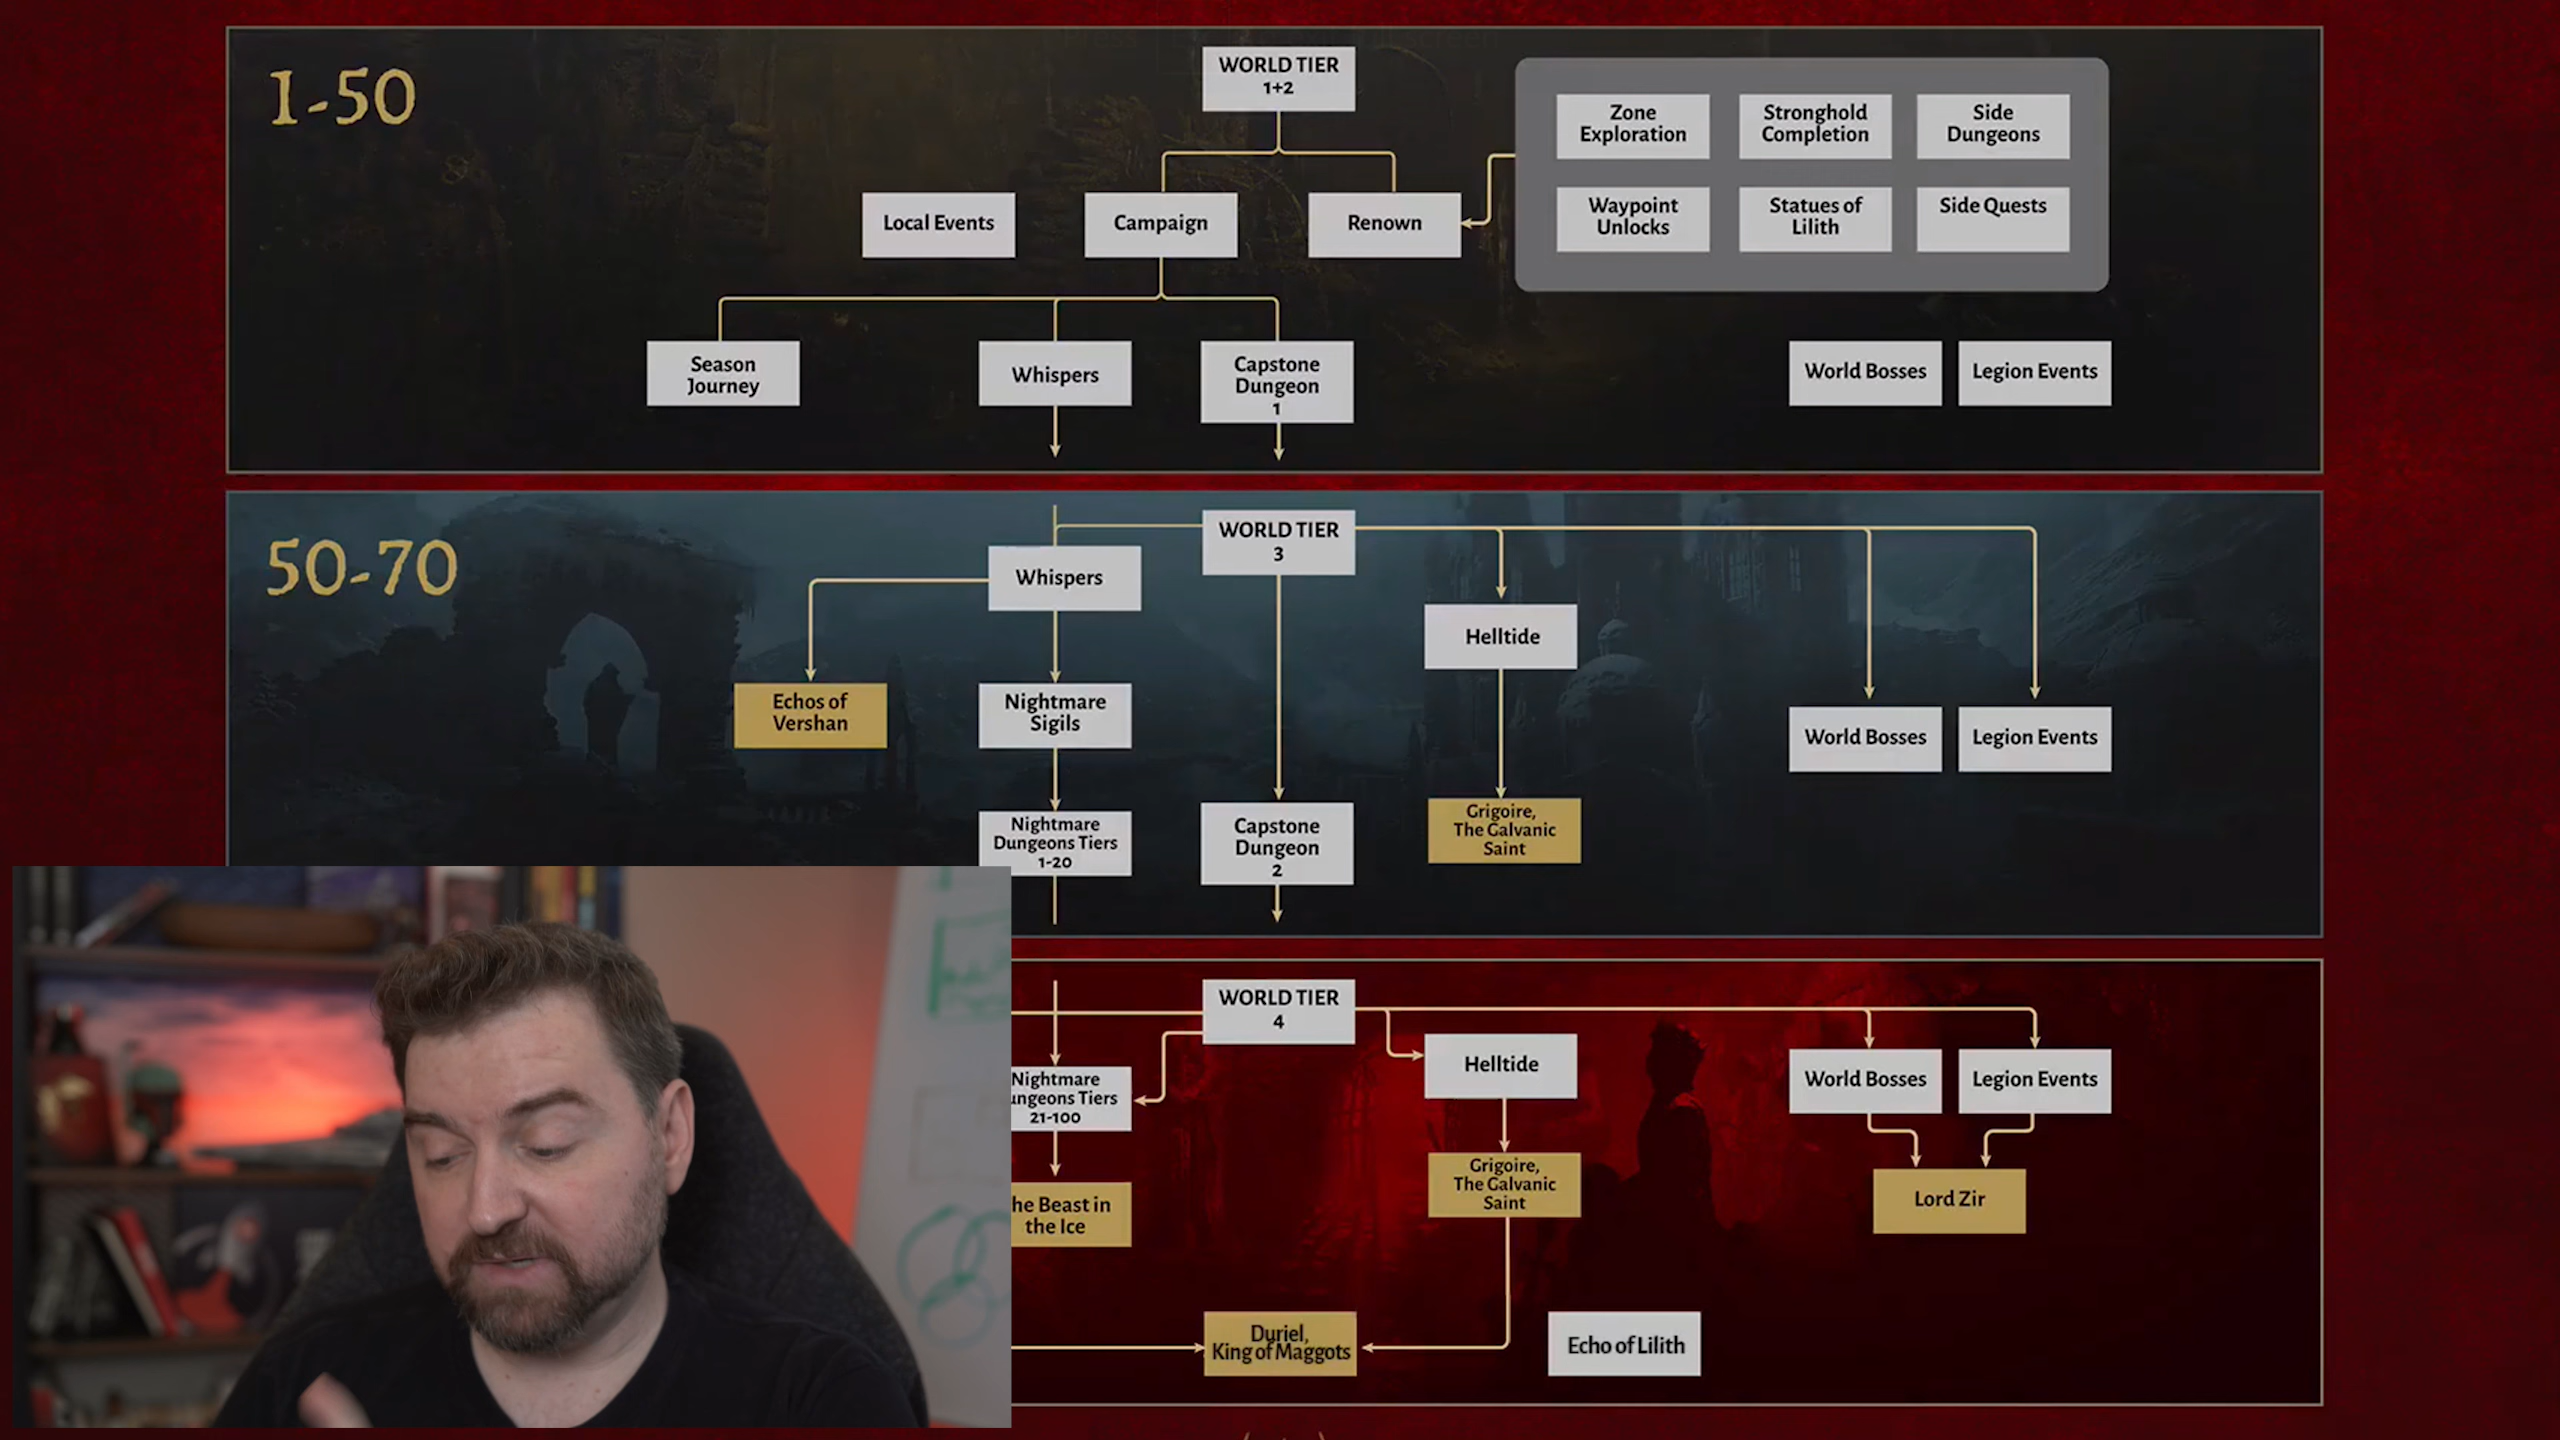 1-50
WORLD TIER
1+2
Zone
Exploration
Stronghold
Completion
Side
Dungeons
Waypoint
Unlocks
Statues of
Lilith
Side Quests
Local Events
Campaign
Renown
Season
Journey
Whispers
Capstone
Dungeon
1
World Bosses
Legion Events
50-70
WORLD TIER
3
Whispers
Helltide
Echos of
Vershan
Nightmare
Sigils
World Bosses
Legion Events
Nightmare
Dungeons Tiers
1-20
Capstone
Dungeon
2
Grigoire,
The Galvanic
Saint
WORLD TIER
4
Nightmare
ungeons Tiers
21-100
Helltide
World Bosses
Legion Events
he Beast in
the Ice
Grigoire,
The Galvanic
Saint
Lord Zir
Duriel,
King of Maggots
Echo of Lilith